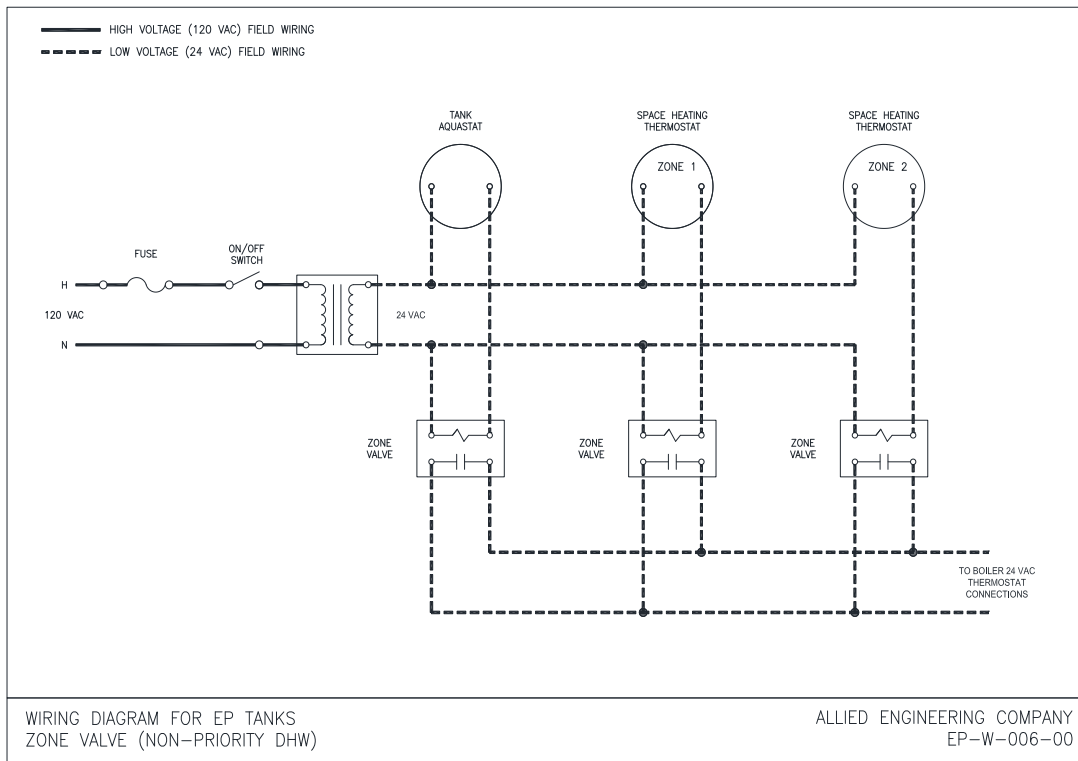 HIGH VOLTAGE (120 VAC) FIELD WIRING
LOW VOLTAGE (24 VAC) FIELD WIRING
TANK
AQUASTAT
SPACE HEATING
THERMOSTAT
SPACE HEATING
THERMOSTAT
ZONE 1
ZONE 2
FUSE
ON/OFF
SWITCH
H
120 VAC
24 VAC
N
ZONE
VALVE
ZONE
VALVE
ZONE
VALVE
TO BOILER 24 VAC
THERMOSTAT
CONNECTIONS
WIRING DIAGRAM FOR EP TANKS
ZONE VALVE (NON-PRIORITY DHW)
ALLIED ENGINEERING COMPANY
EP-W-006-00